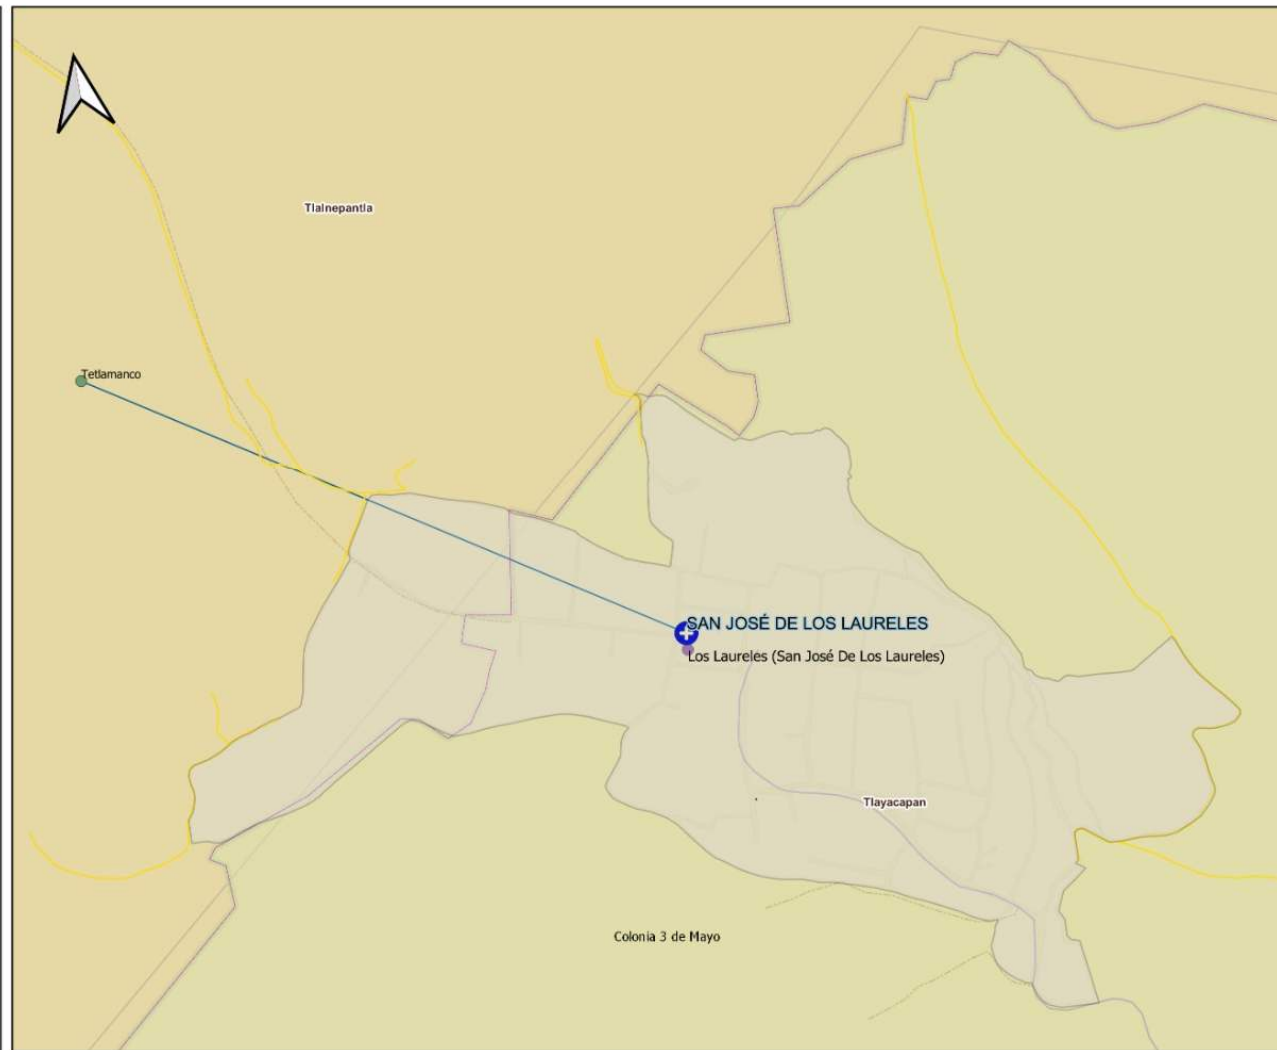 Tlalnepantla
Tetlamanco
SAN JOSÉ DE LOS LAURELES
Los Laureles (San José De Los Laureles)
Tlayacapan
Colonia 3 de Mayo